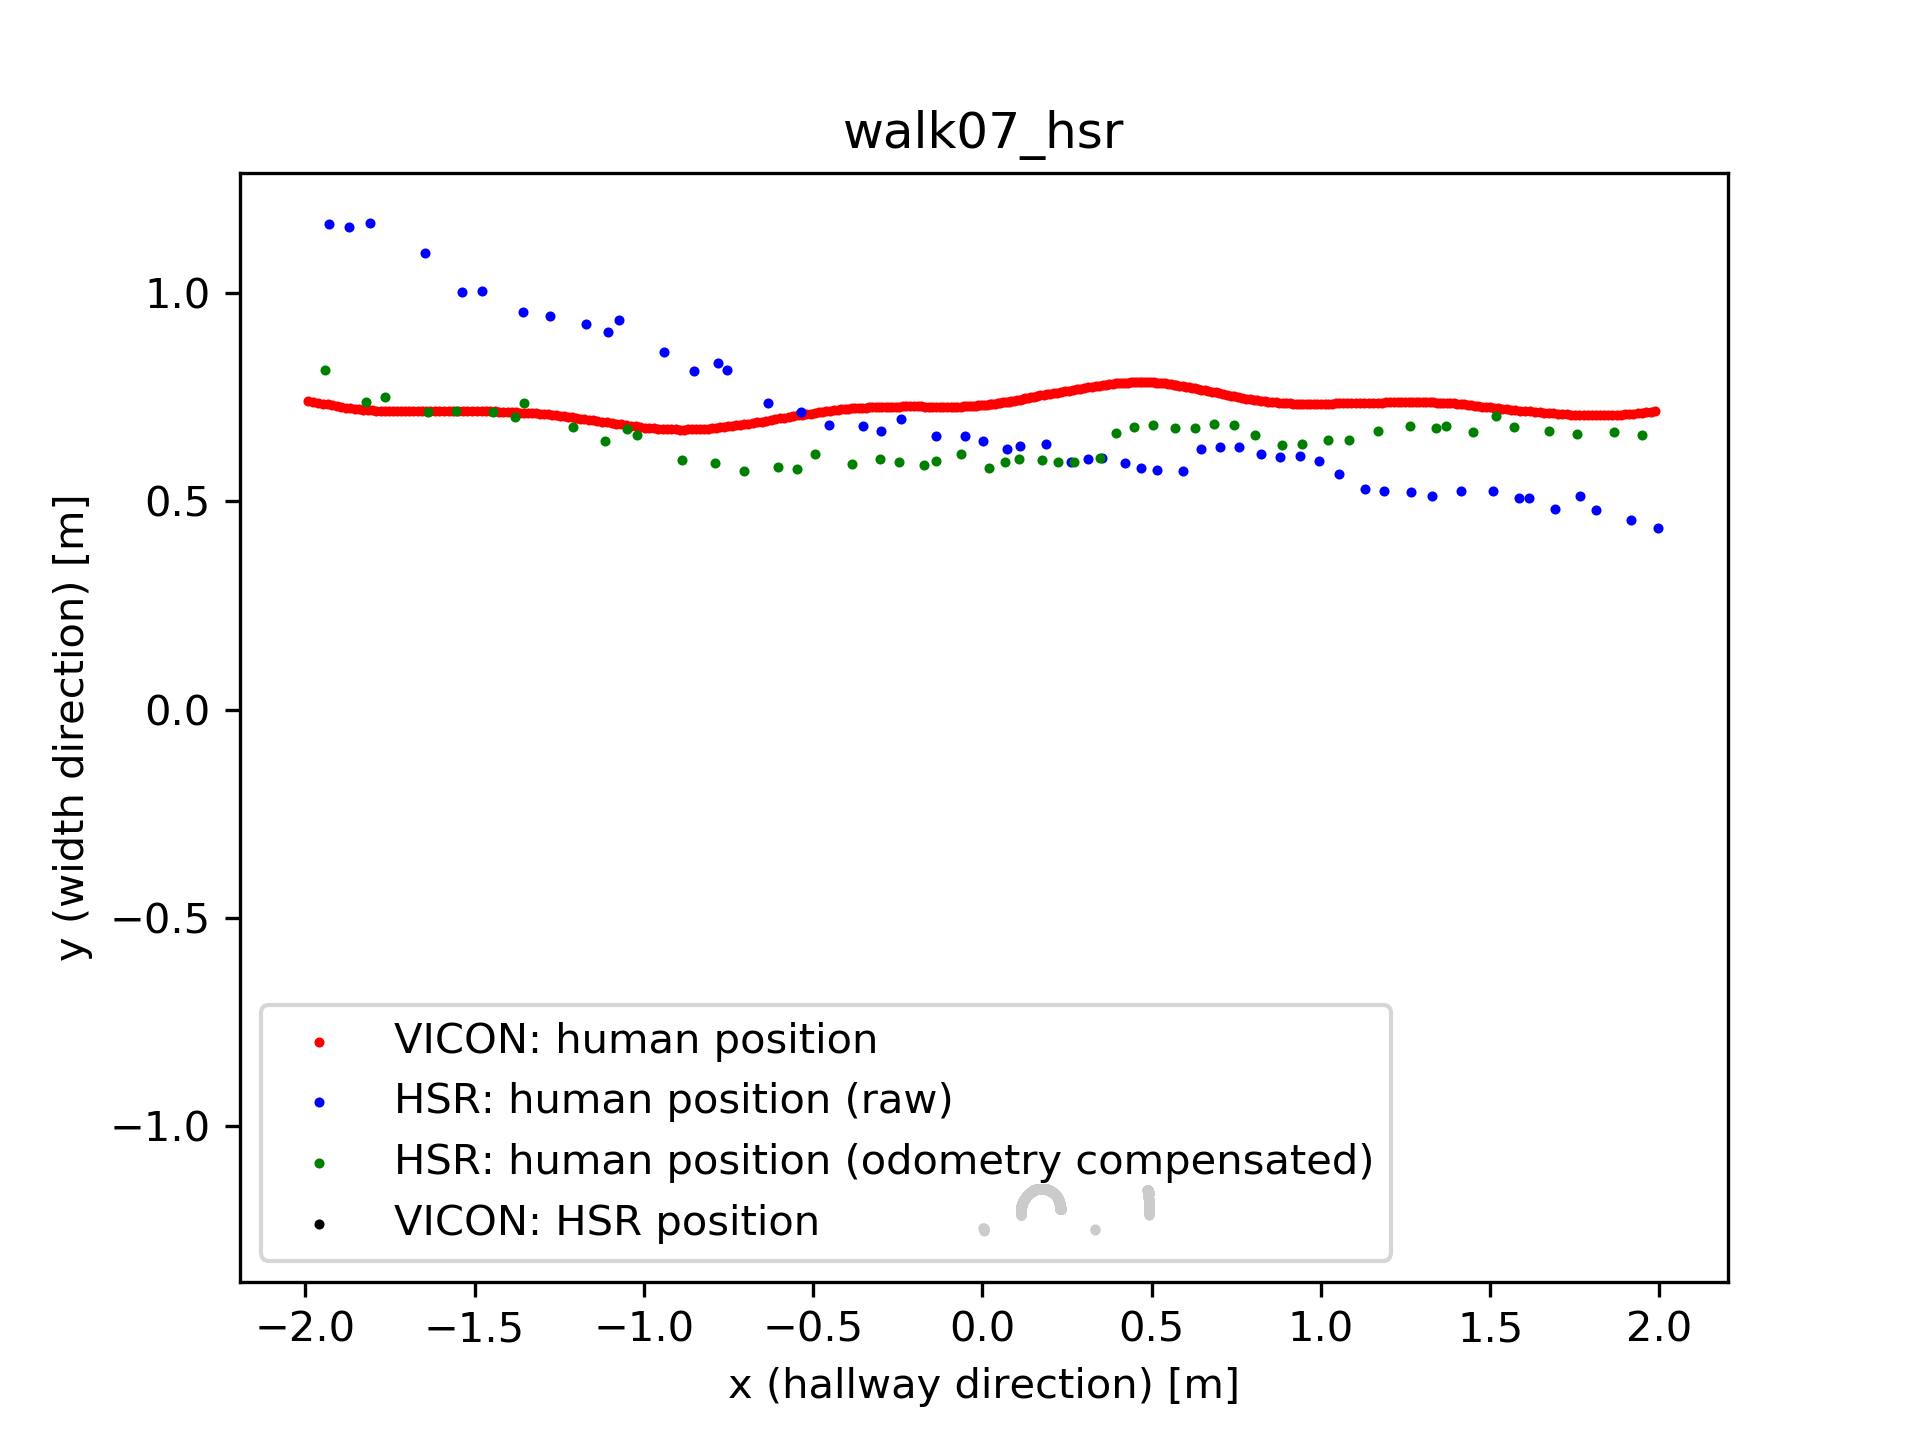 walk07_hsr
1.0
0.5
0.0
−0.5
−1.0
y (width direction) [m]
VICON: human position
HSR: human position (raw)
HSR: human position (odometry compensated)
VICON: HSR position
−2.0 −1.5 −1.0 −0.5 0.0 0.5 1.0 1.5 2.0
x (hallway direction) [m]